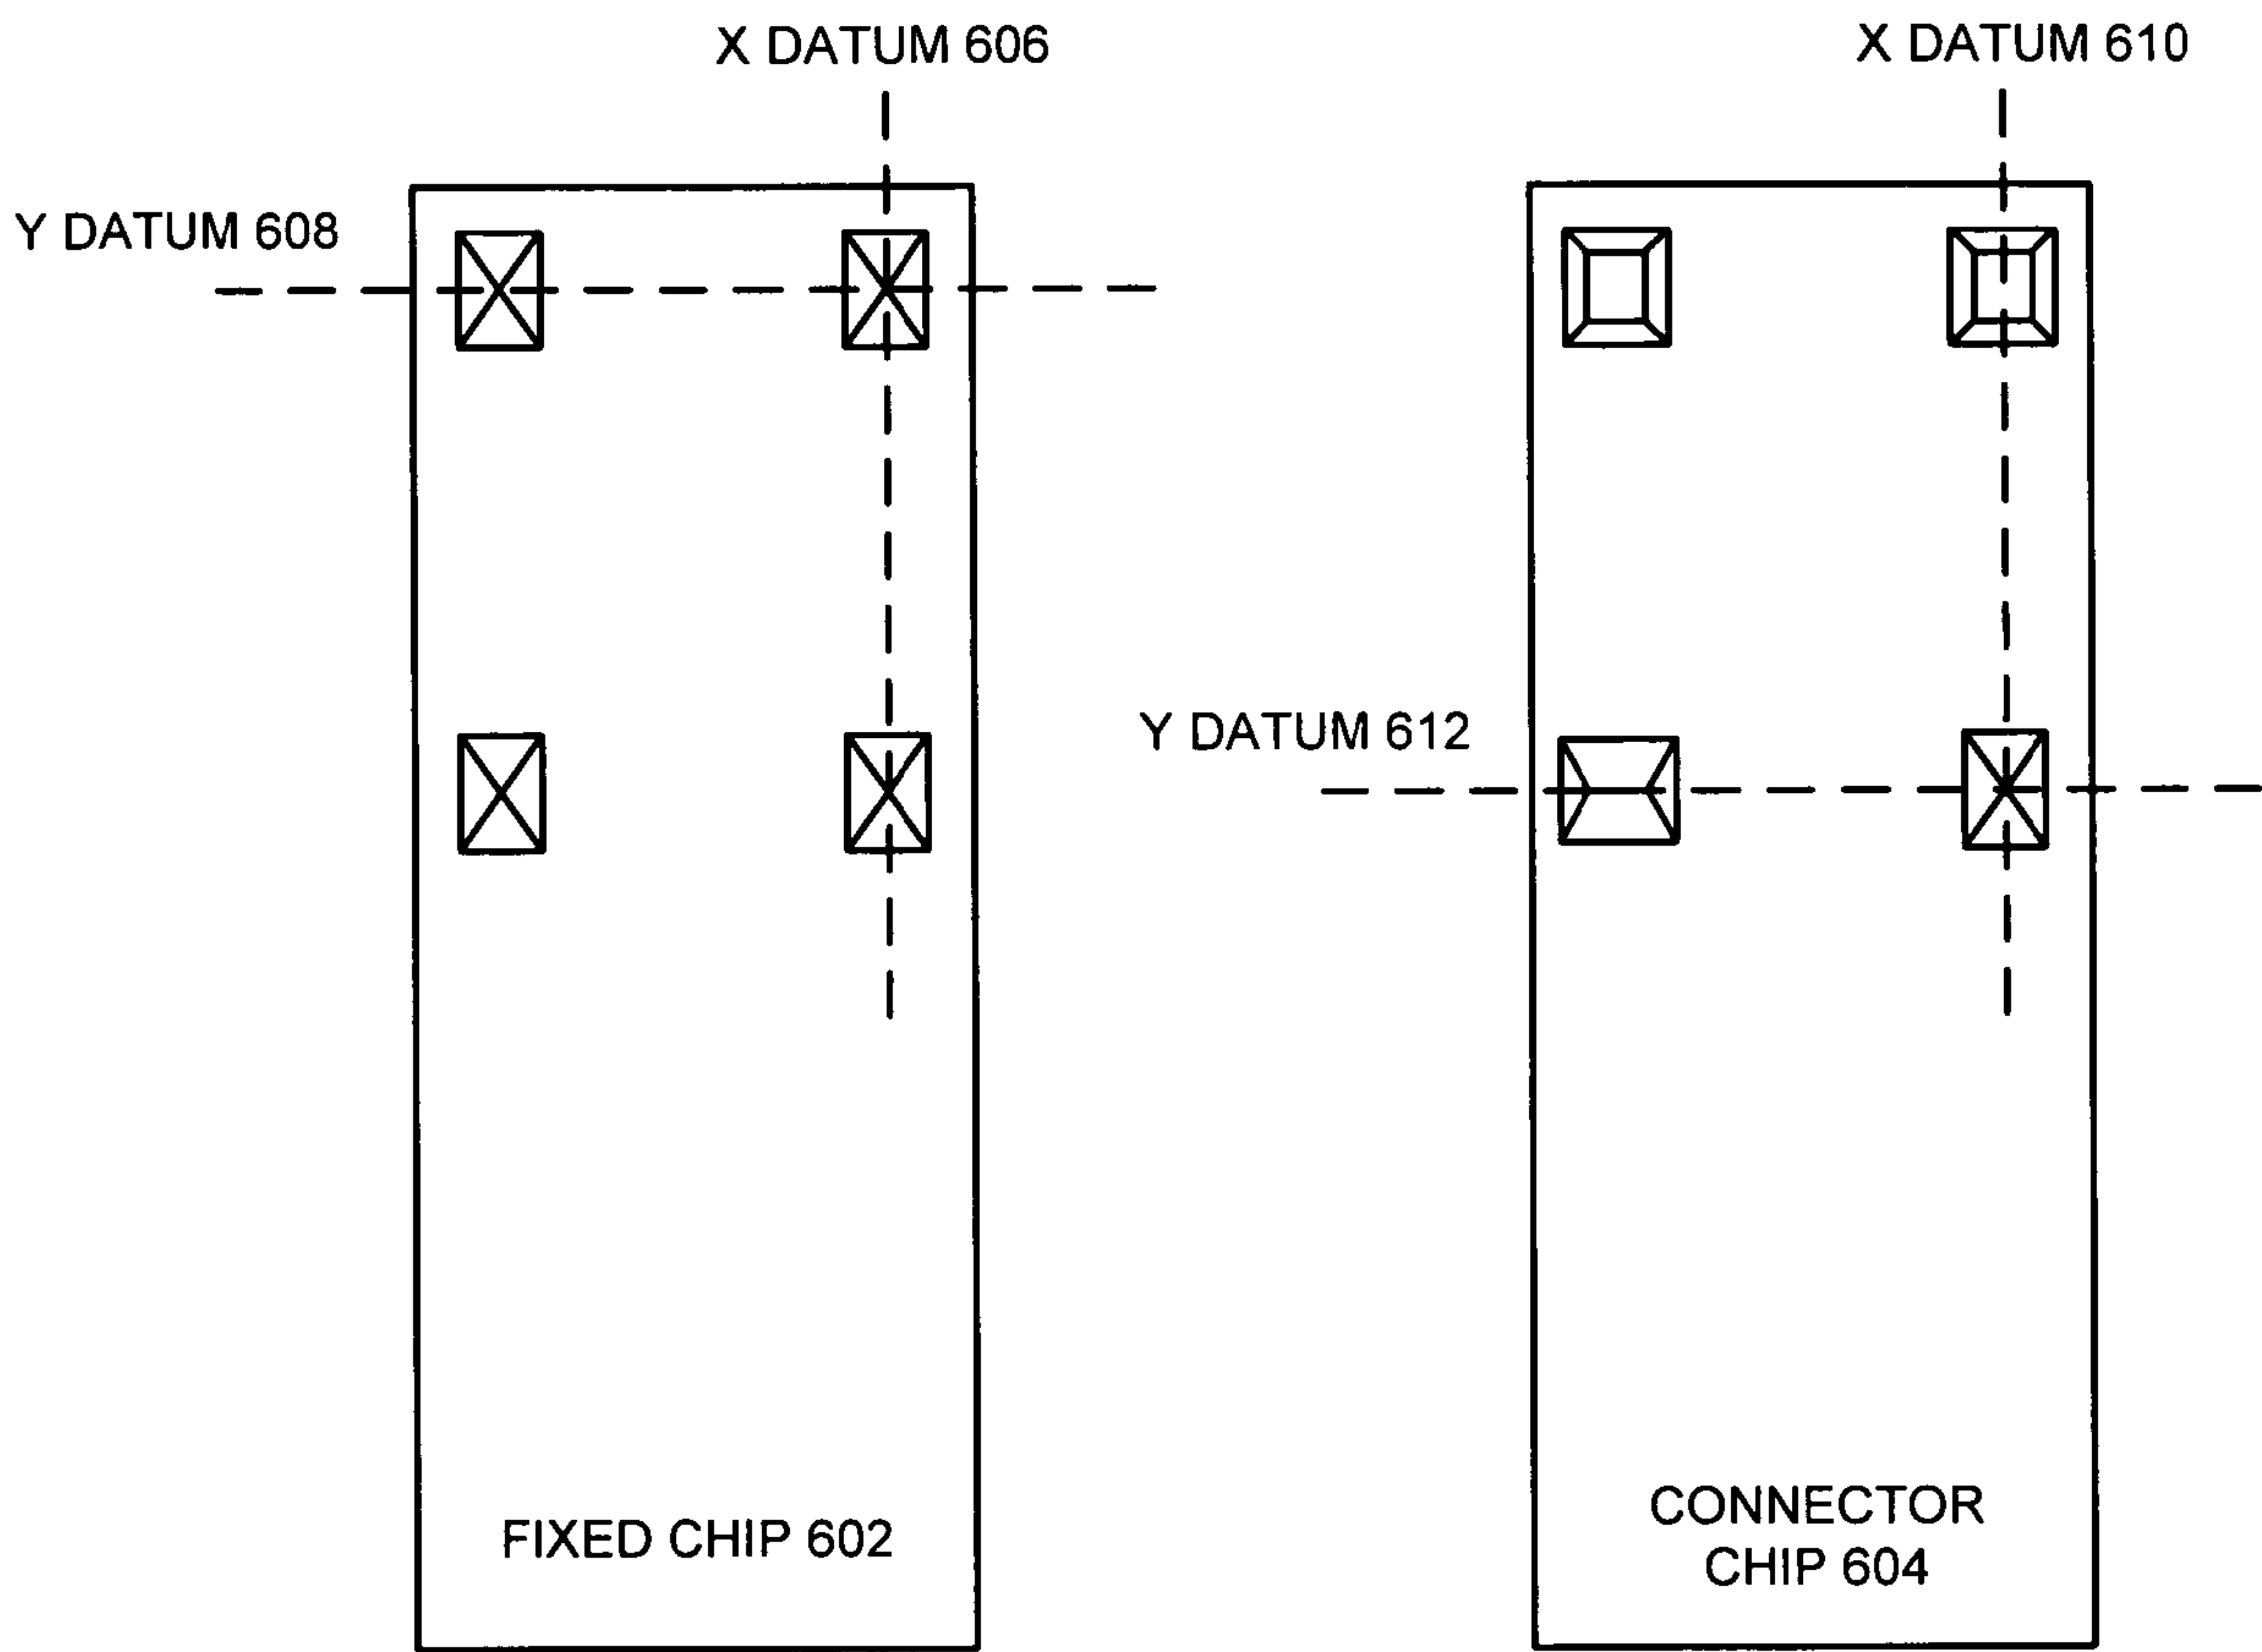 X DATUM 606
X DATUM 610
Y DATUM 608
Y DATUM 612
FIXED CHIP 602
CONNECTOR
CHIP 604